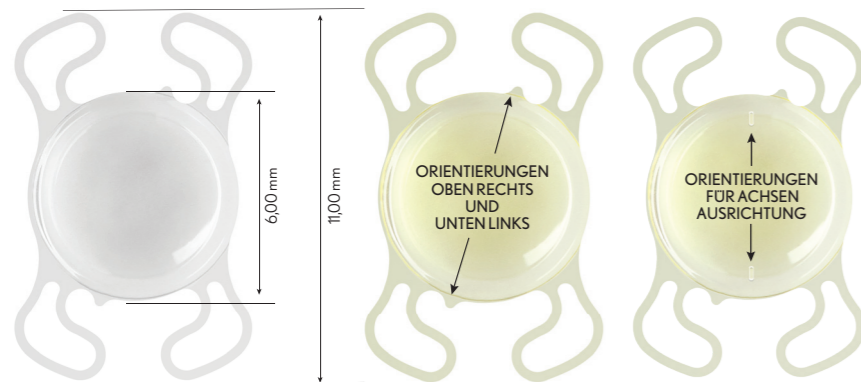 6,00 mm
11,00 mm
ORIENTIERUNGEN
OBEN RECHTS
UND
UNTEN LINKS
ORIENTIERUNGEN
FÜR ACHSEN
AUSRICHTUNG